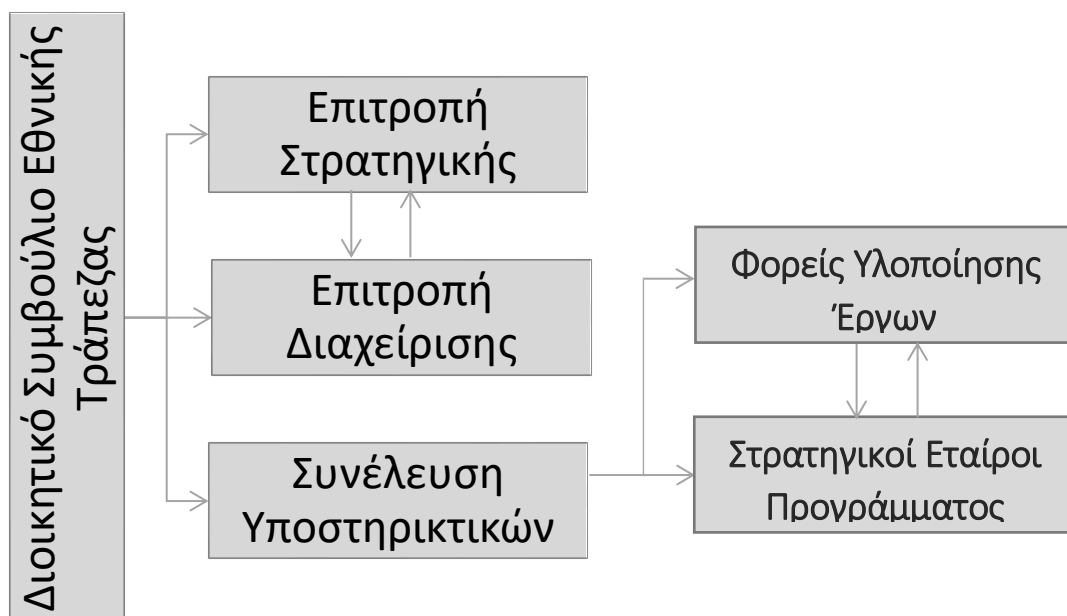 Διοικητικό Συμβούλιο Εθνικής
Τράπεζας
Επιτροπή
Στρατηγικής
Επιτροπή
Διαχείρισης
Συνέλευση
Υποστηρικτικών
Φορείς Υλοποίησης
Έργων
Στρατηγικοί Εταίροι
Προγράμματος